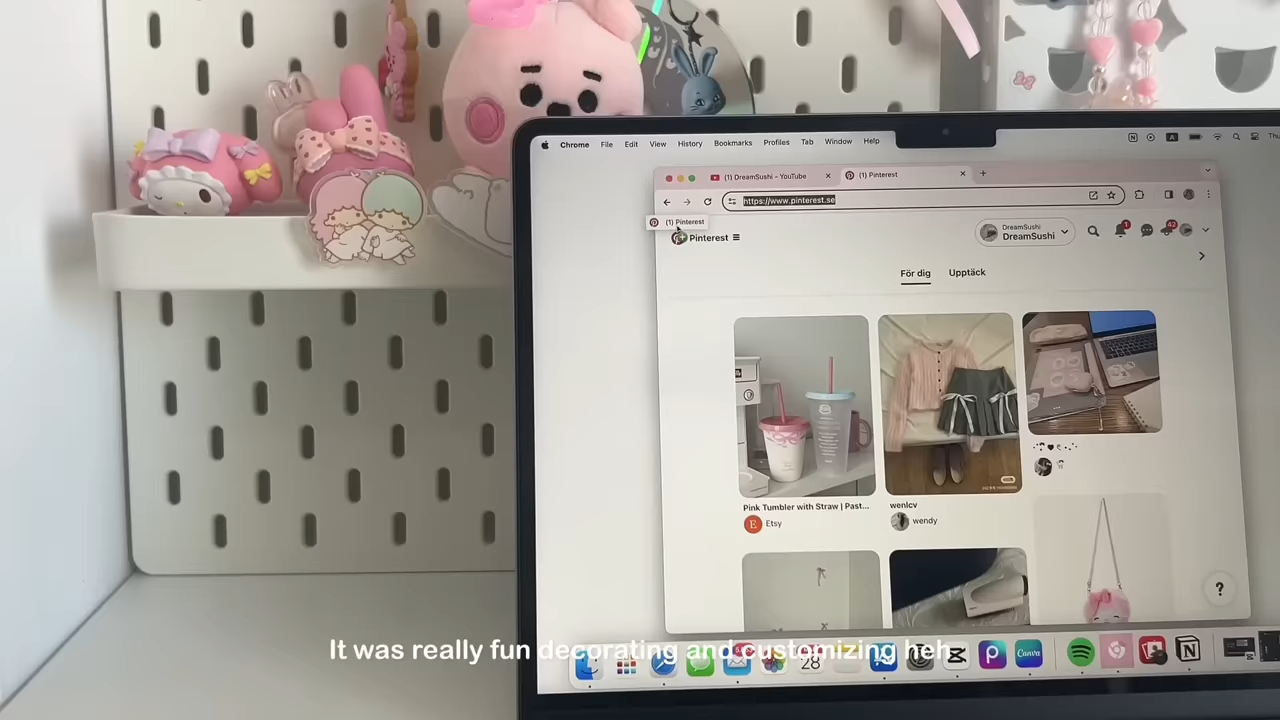 Chrome File Edit View History Bookmarks Profiles Tab Window Help
(1) DreamSushi - YouTube
(1) Pinterest
https://www.pinterest.se
(1) Pinterest
Pinterest
DreamSushi
DreamSushi
1
42
För dig Upptäck
Pink Tumbler with Straw | Past...
E Etsy
wenlcv
wendy
?
It was really fun decorating and customizing heh
28
Canva